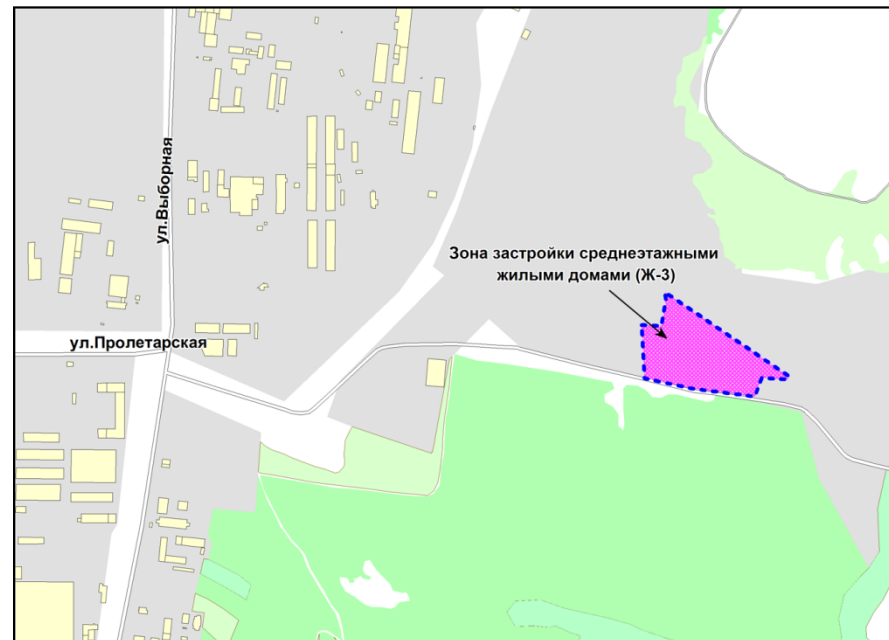 ул.Выборная
Зона застройки среднеэтажными
жилыми домами (Ж-3)
ул.Пролетарская